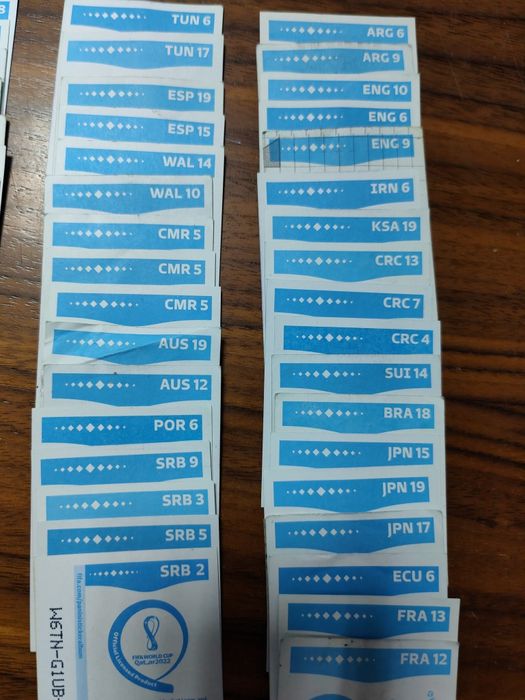 TUN 6
TUN 17
ESP 19
ESP 15
WAL 14
WAL 10
CMR 5
CMR 5
CMR 5
AUS 19
AUS 12
POR 6
SRB 9
SRB 3
SRB 5
SRB 2
fifa.com/paninistickeralbum
W6TN-G1UB
FIFA WORLD CUP
Qatar2022
Official Licensed Product
ARG 6
ARG 9
ENG 10
ENG 6
ENG 9
IRN 6
KSA 19
CRC 13
CRC 7
CRC 4
SUI 14
BRA 18
JPN 15
JPN 19
JPN 17
ECU 6
FRA 13
FRA 12